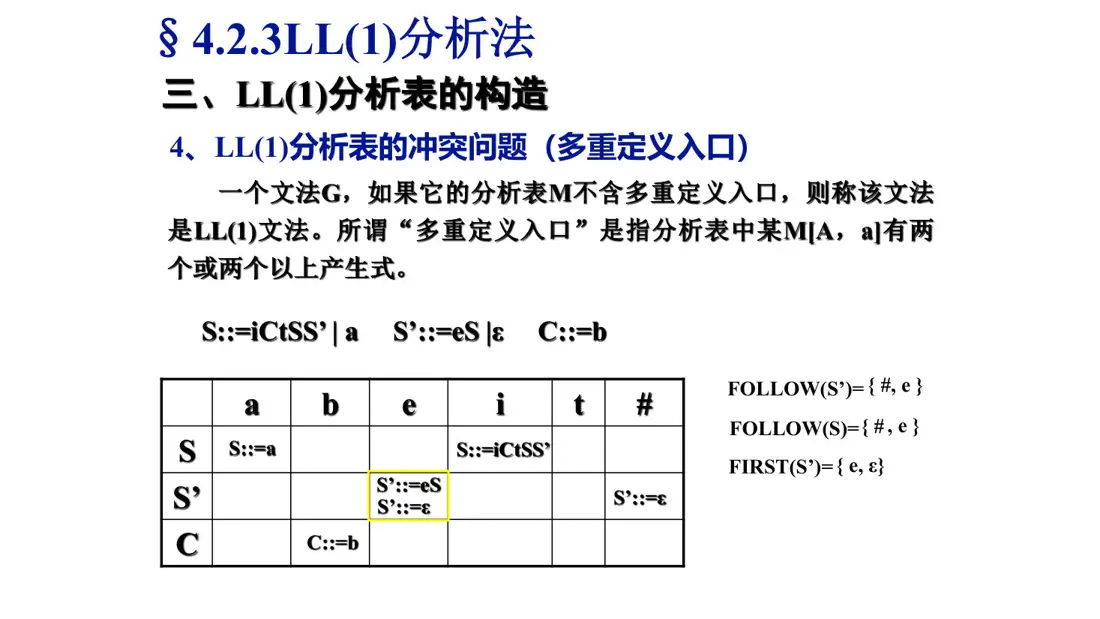 §4.2.3LL(1)分析法
三、LL(1)分析表的构造
4、LL(1)分析表的冲突问题（多重定义入口）
一个文法G，如果它的分析表M不含多重定义入口，则称该文法
是LL(1)文法。所谓“多重定义入口”是指分析表中某M[A，a]有两
个或两个以上产生式。
S::=iCtSS’ | a S’::=eS |ε C::=b
a b e i t #
S S::=a S::=iCtSS’
S’ S’::=eS
S’::=ε
S’::=ε
C C::=b
FOLLOW(S’)={ #, e }
FOLLOW(S)={ # , e }
FIRST(S’)={ e, ε}